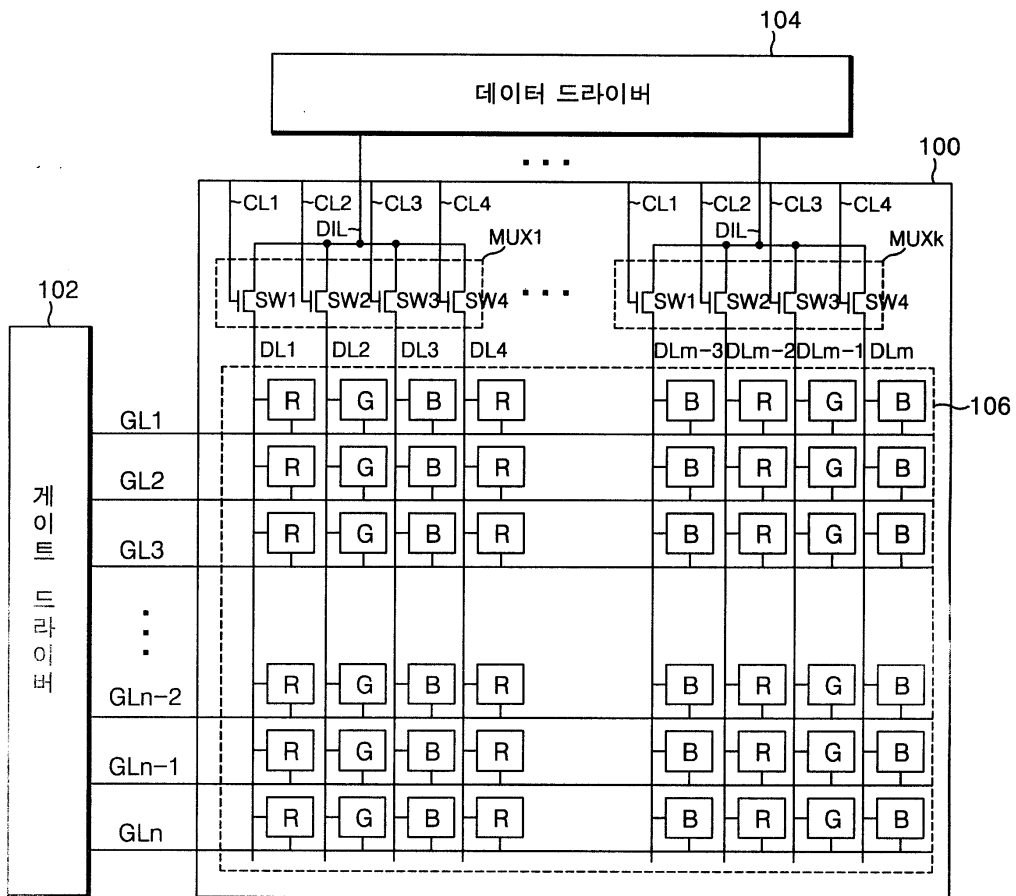 104
데이터 드라이버
100
CL1 CL2 CL3 CL4 CL1 CL2 CL3 CL4
DIL DIL
MUX1 MUXk
102
SW1 SW2 SW3 SW4 SW1 SW2 SW3 SW4
DL1 DL2 DL3 DL4 DLm-3 DLm-2 DLm-1 DLm
R G B R B R G B
106
GL1
R G B R B R G B
GL2
R G B R B R G B
GL3
게이트 드라이버
R G B R B R G B
GLn-2
R G B R B R G B
GLn-1
R G B R B R G B
GLn